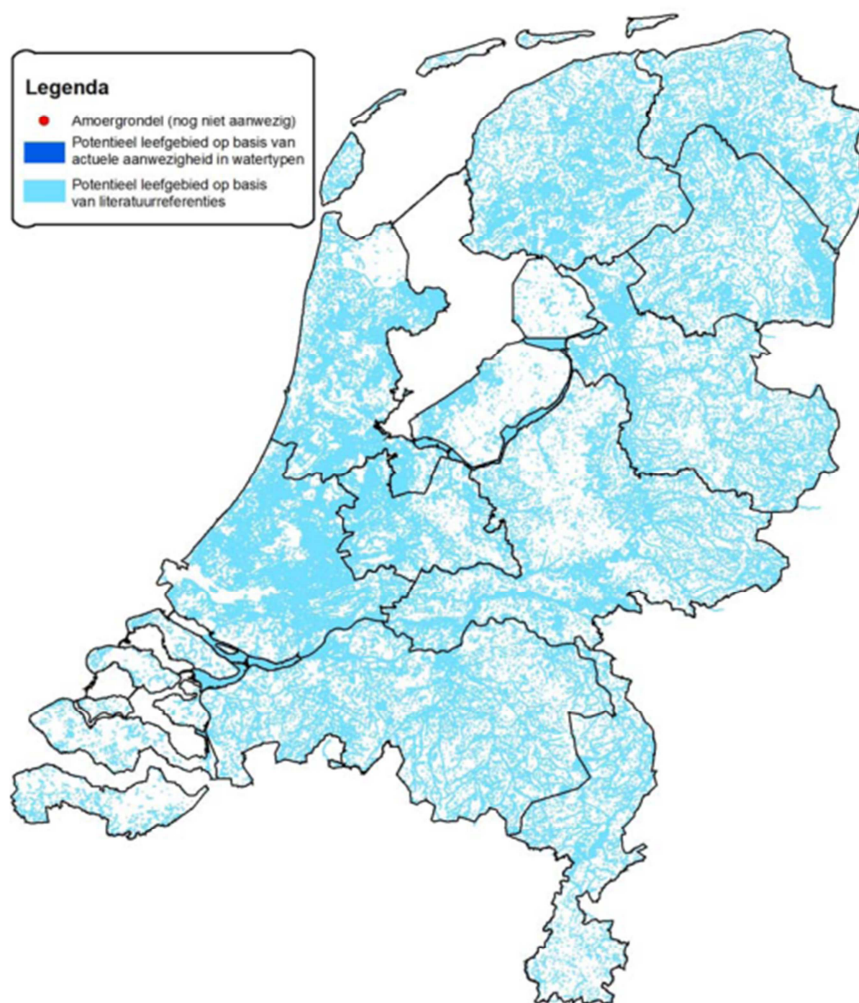 Legenda
Amoergrondel (nog niet aanwezig)
Potentieel leefgebied op basis van
actuele aanwezigheid in watertypen
Potentieel leefgebied op basis
van literatuurreferenties